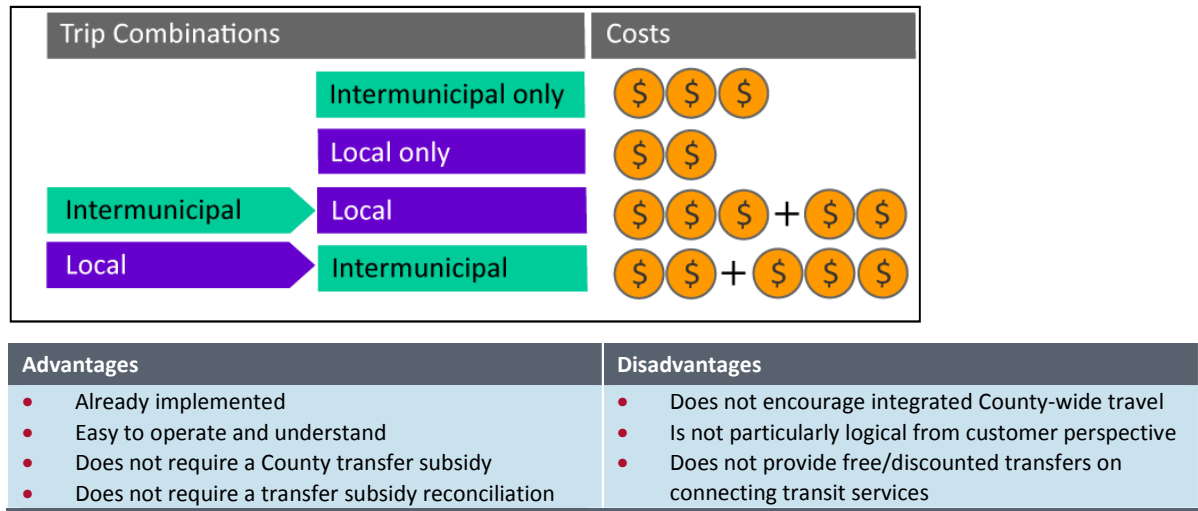 Trip Combinations Costs
Intermunicipal only $ $ $
Local only $ $
Intermunicipal Local $ $ $ + $ $
Local Intermunicipal $ $ + $ $ $
Advantages
• Already implemented
• Easy to operate and understand
• Does not require a County transfer subsidy
• Does not require a transfer subsidy reconciliation
Disadvantages
• Does not encourage integrated County-wide travel
• Is not particularly logical from customer perspective
• Does not provide free/discounted transfers on
connecting transit services